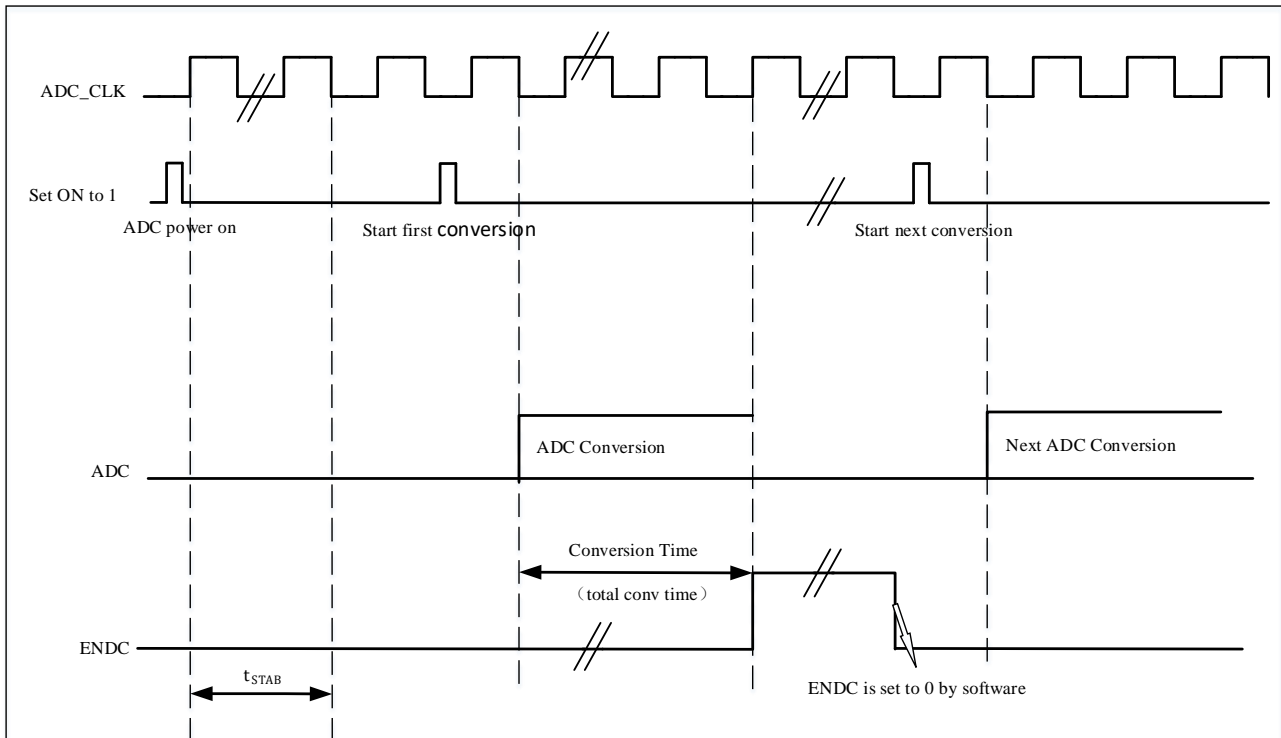 ADC_CLK
Set ON to 1
ADC power on
Start first conversion
Start next conversion
ADC
ADC Conversion
Next ADC Conversion
Conversion Time
（total conv time）
ENDC
tSTAB
ENDC is set to 0 by software